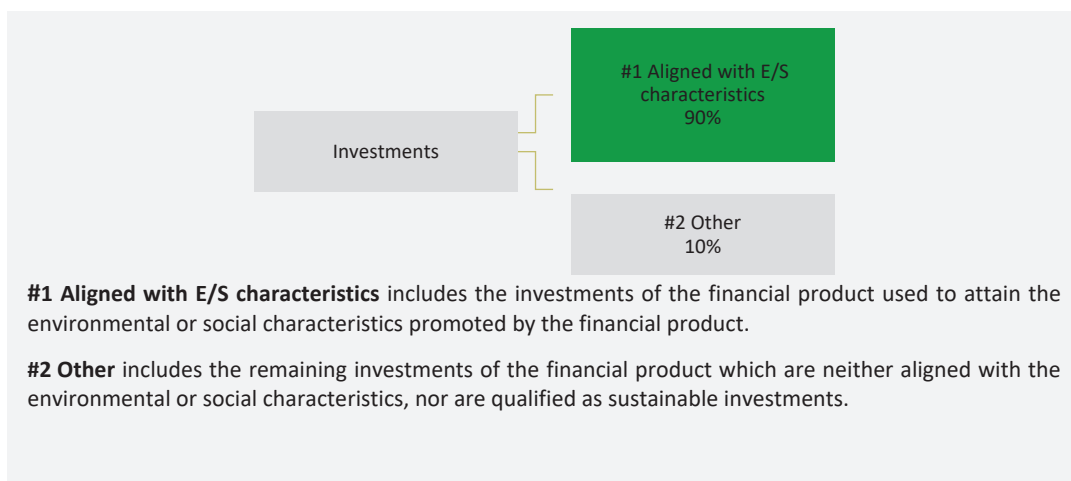 #1 Aligned with E/S
characteristics
90%
Investments
#2 Other
10%
#1 Aligned with E/S characteristics includes the investments of the financial product used to attain the
environmental or social characteristics promoted by the financial product.
#2 Other includes the remaining investments of the financial product which are neither aligned with the
environmental or social characteristics, nor are qualified as sustainable investments.